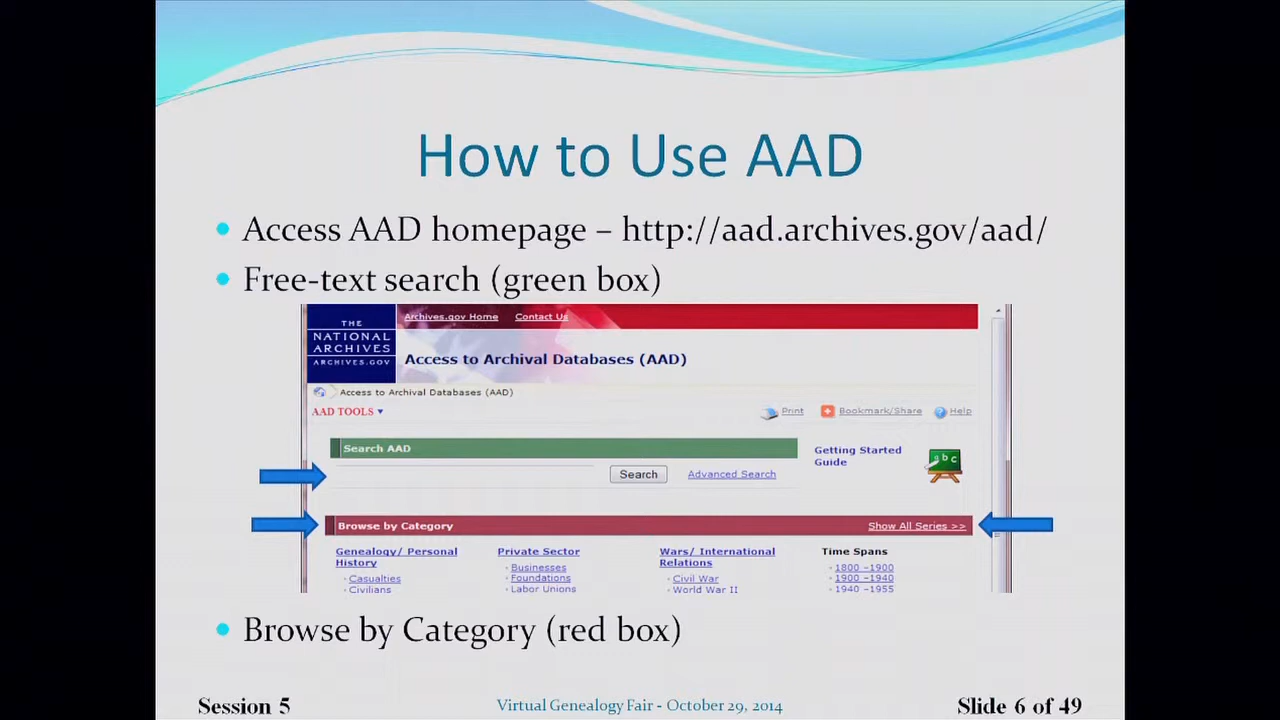 How to Use AAD
Access AAD homepage – http://aad.archives.gov/aad/
Free-text search (green box)
THE
NATIONAL
ARCHIVES
ARCHIVES.GOV
Archives.gov Home Contact Us
Access to Archival Databases (AAD)
Access to Archival Databases (AAD)
AAD TOOLS
Print Bookmark/Share Help
Search AAD
Getting Started
Guide
abc
Search Advanced Search
Browse by Category Show All Series >>
Genealogy/ Personal
History
Casualties
Civilians
Private Sector
Businesses
Foundations
Labor Unions
Wars/ International
Relations
Civil War
World War II
Time Spans
1800 –1900
1900 –1940
1940 –1955
Browse by Category (red box)
Session 5
Virtual Genealogy Fair - October 29, 2014
Slide 6 of 49